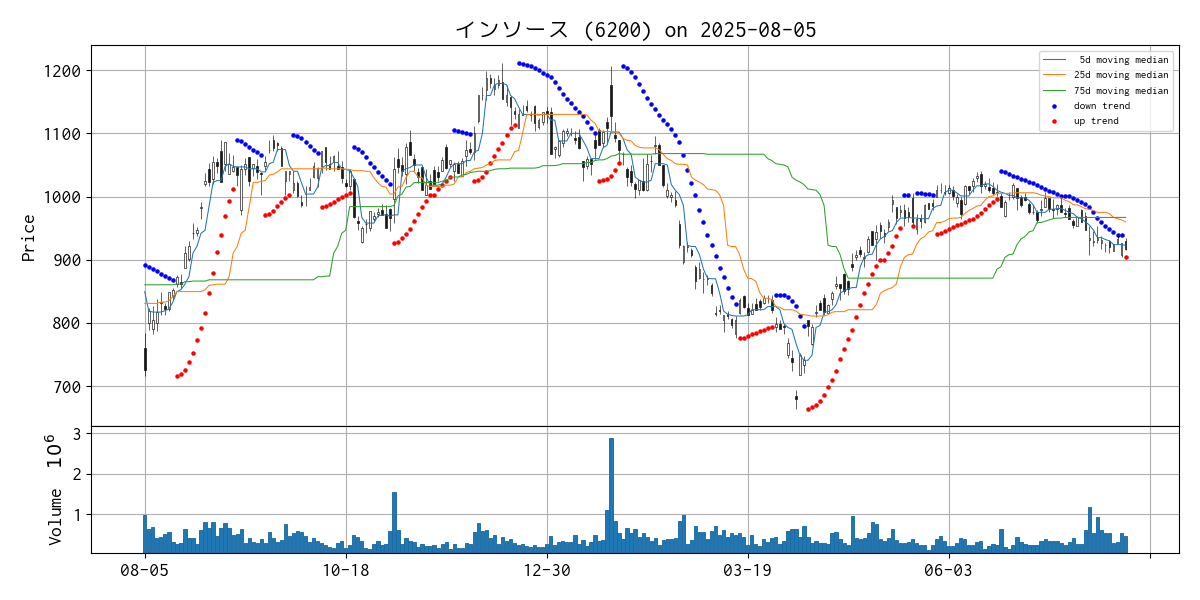 インソース (6200) on 2025-08-05
1200
1100
1000
900
800
700
Price
5d moving median
25d moving median
75d moving median
down trend
up trend
3
2
1
Volume 10^6
08-05
10-18
12-30
03-19
06-03